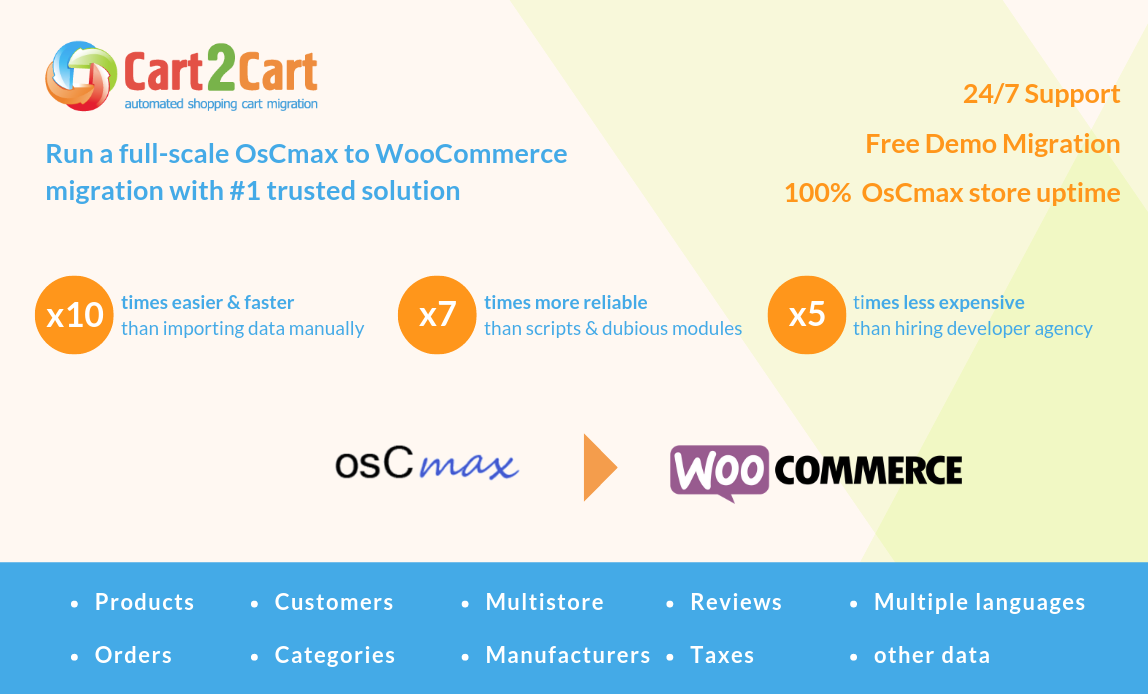 Cart2Cart
automated shopping cart migration
Run a full-scale OsCmax to WooCommerce
migration with #1 trusted solution
24/7 Support
Free Demo Migration
100% OsCmax store uptime
x10
times easier & faster
than importing data manually
x7
times more reliable
than scripts & dubious modules
x5
times less expensive
than hiring developer agency
osCmax
WOO COMMERCE
• Products • Customers • Multistore • Reviews • Multiple languages
• Orders • Categories • Manufacturers • Taxes • other data